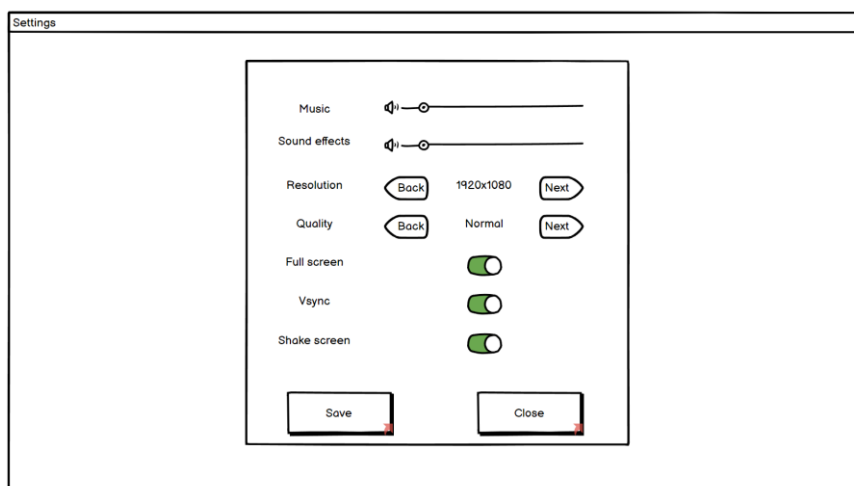 Settings
Music
Sound effects
Resolution Back 1920x1080 Next
Quality Back Normal Next
Full screen
Vsync
Shake screen
Save Close